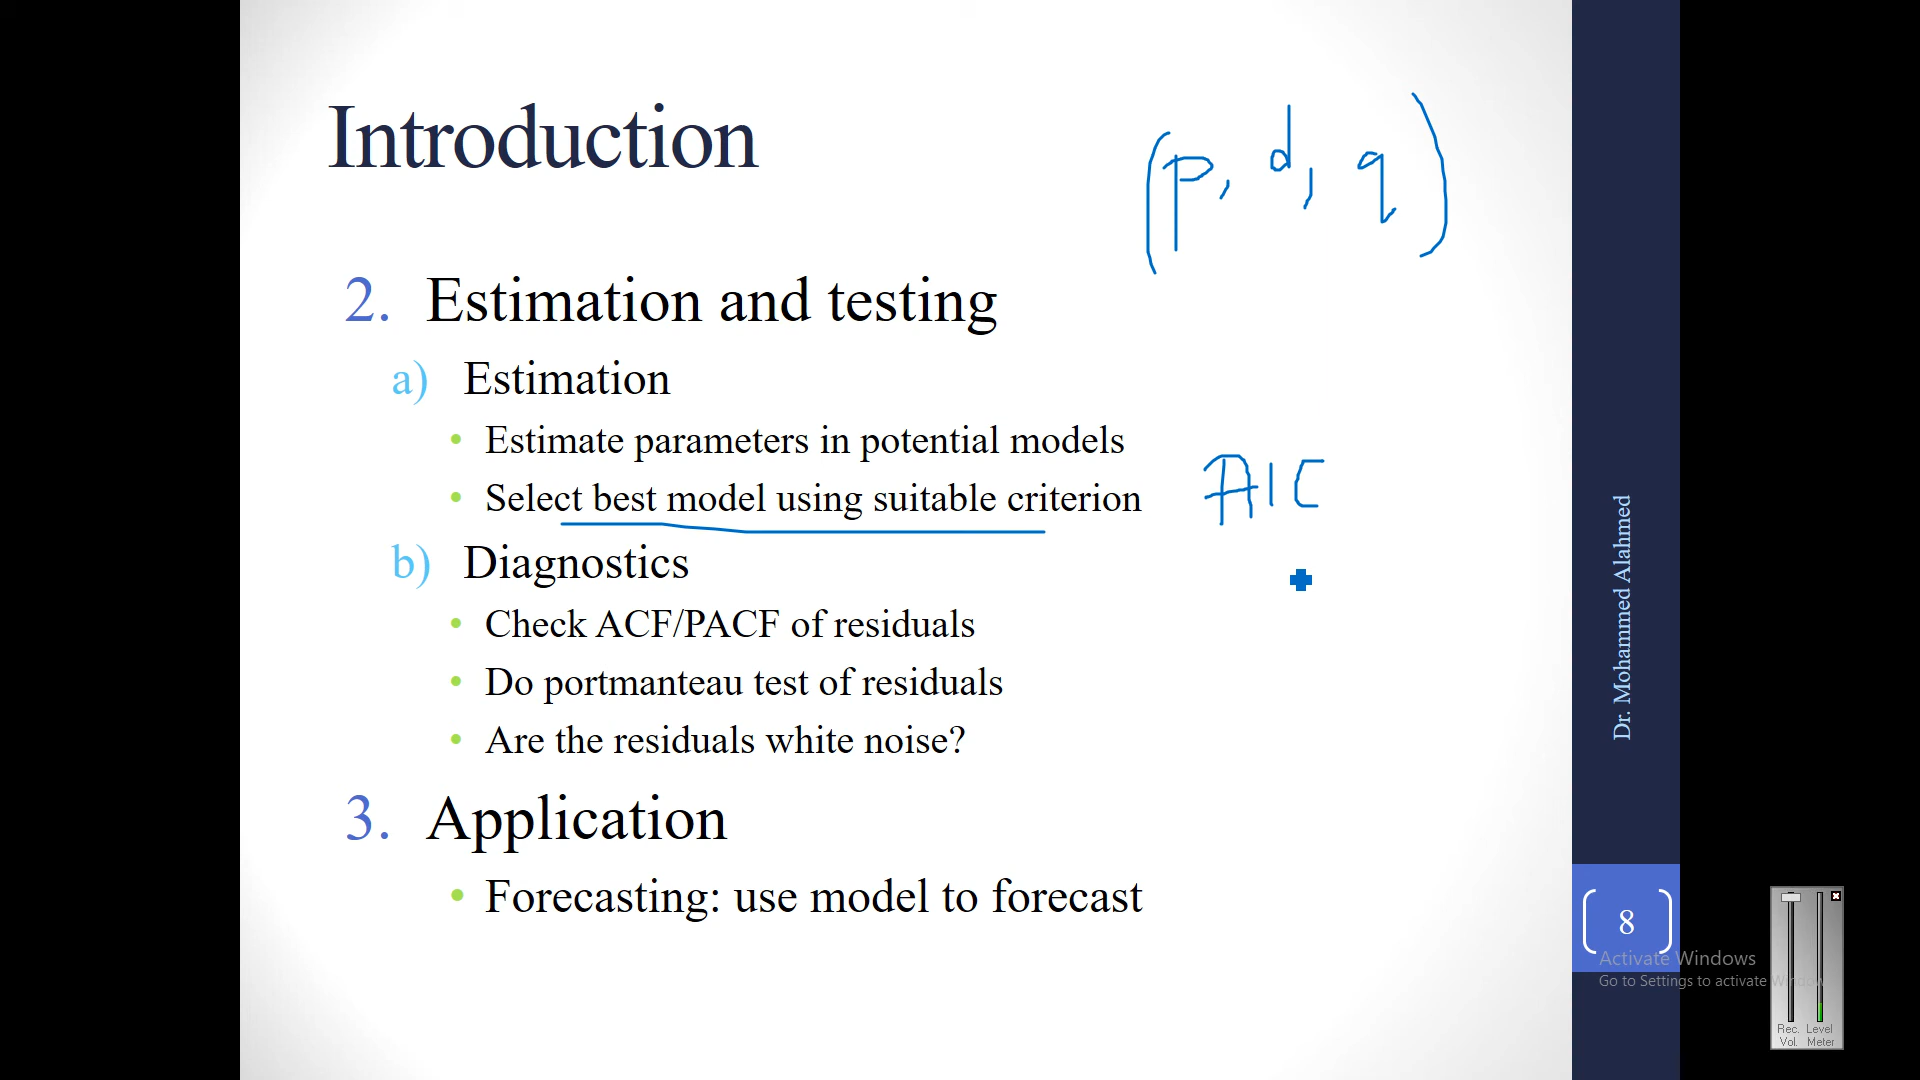 Introduction
(p, d, q)
2. Estimation and testing
a) Estimation
• Estimate parameters in potential models
• Select best model using suitable criterion
AIC
b) Diagnostics
• Check ACF/PACF of residuals
• Do portmanteau test of residuals
• Are the residuals white noise?
3. Application
• Forecasting: use model to forecast
Dr. Mohammed Alahmed
8
Activate Windows
Go to Settings to activate Windows
Rec. Level
Vol. Meter